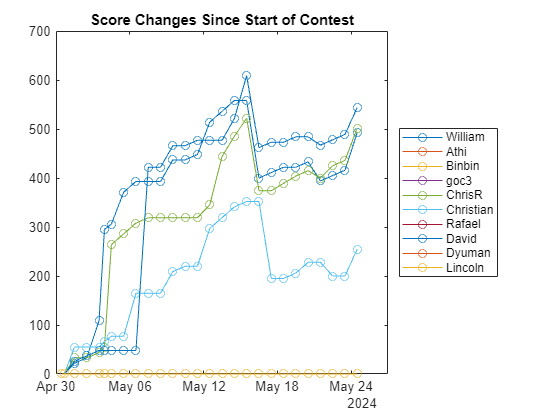 Score Changes Since Start of Contest
700
600
500
400
300
200
100
0
Apr 30 May 06 May 12 May 18 May 24
2024
William
Athi
Binbin
goc3
ChrisR
Christian
Rafael
David
Dyuman
Lincoln